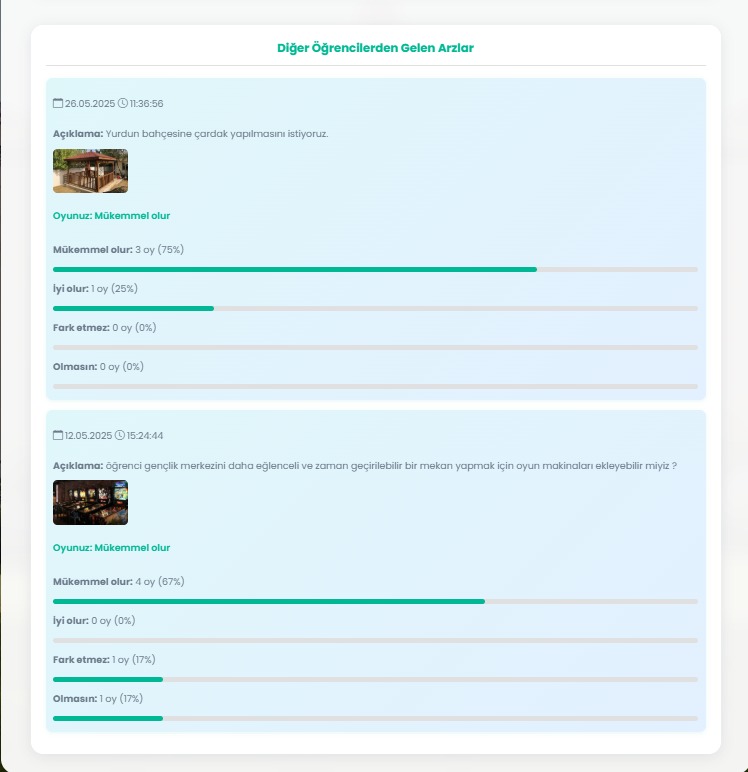 Diğer Öğrencilerden Gelen Arzlar
26.05.2025 11:36:56
Açıklama: Yurdun bahçesine çardak yapılmasını istiyoruz.
Oyunuz: Mükemmel olur
Mükemmel olur: 3 oy (75%)
İyi olur: 1 oy (25%)
Fark etmez: 0 oy (0%)
Olmasın: 0 oy (0%)
12.05.2025 15:24:44
Açıklama: öğrenci gençlik merkezini daha eğlenceli ve zaman geçirilebilir bir mekan yapmak için oyun makinaları ekleyebilir miyiz ?
Oyunuz: Mükemmel olur
Mükemmel olur: 4 oy (67%)
İyi olur: 0 oy (0%)
Fark etmez: 1 oy (17%)
Olmasın: 1 oy (17%)